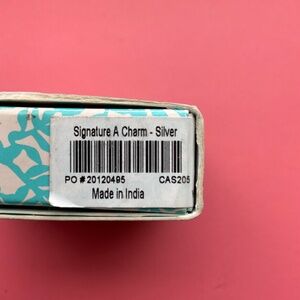 Signature A Charm - Silver
PO # 20120495 CAS205
Made in India